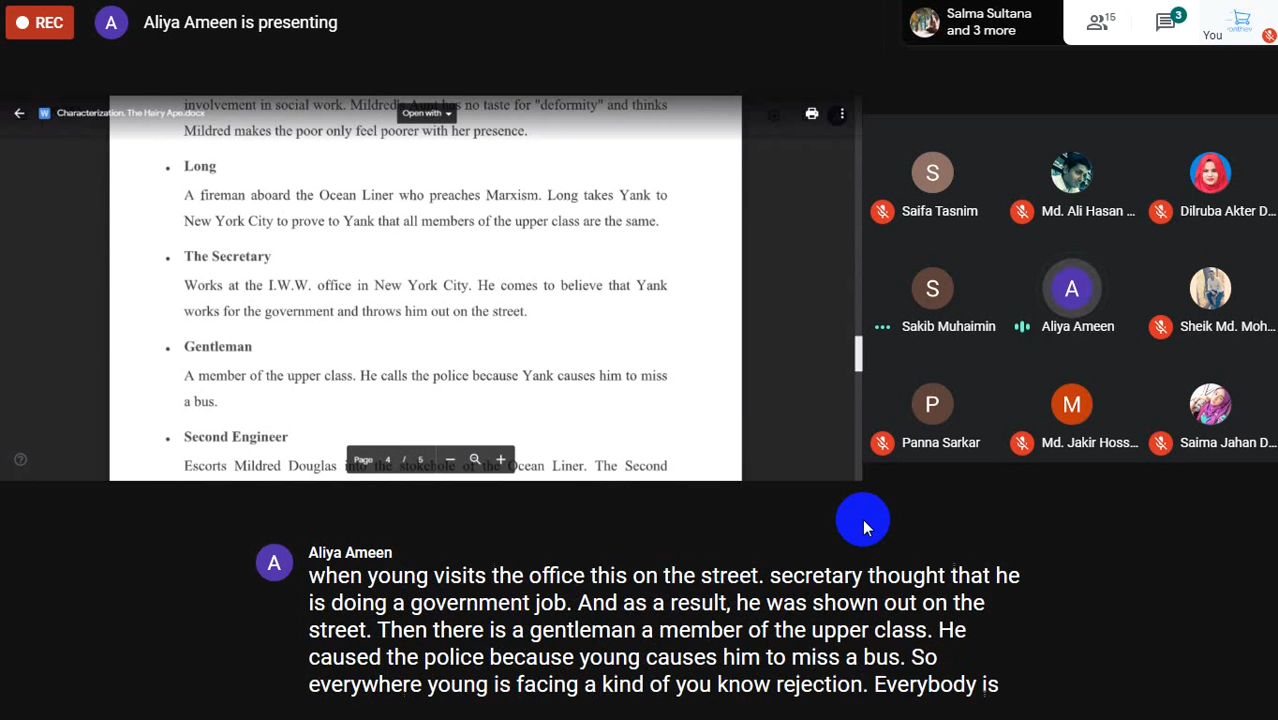 REC
A
Aliya Ameen is presenting
Salma Sultana
and 3 more
15
3
You
involvement in social work. Mildred's Aunt has no taste for "deformity" and thinks
Characterization. The Hairy Ape.docx
Open with
Mildred makes the poor only feel poorer with her presence.
• Long
A fireman aboard the Ocean Liner who preaches Marxism. Long takes Yank to
New York City to prove to Yank that all members of the upper class are the same.
• The Secretary
Works at the I.W.W. office in New York City. He comes to believe that Yank
works for the government and throws him out on the street.
• Gentleman
A member of the upper class. He calls the police because Yank causes him to miss
a bus.
• Second Engineer
Escorts Mildred Douglas into the stokehole of the Ocean Liner. The Second
Page 4 / 5
S
Saifa Tasnim
Md. Ali Hasan ...
Dilruba Akter D...
S
Sakib Muhaimin
A
Aliya Ameen
Sheik Md. Moh...
P
Panna Sarkar
M
Md. Jakir Hoss...
Saima Jahan D...
A
Aliya Ameen
when young visits the office this on the street. secretary thought that he
is doing a government job. And as a result, he was shown out on the
street. Then there is a gentleman a member of the upper class. He
caused the police because young causes him to miss a bus. So
everywhere young is facing a kind of you know rejection. Everybody is